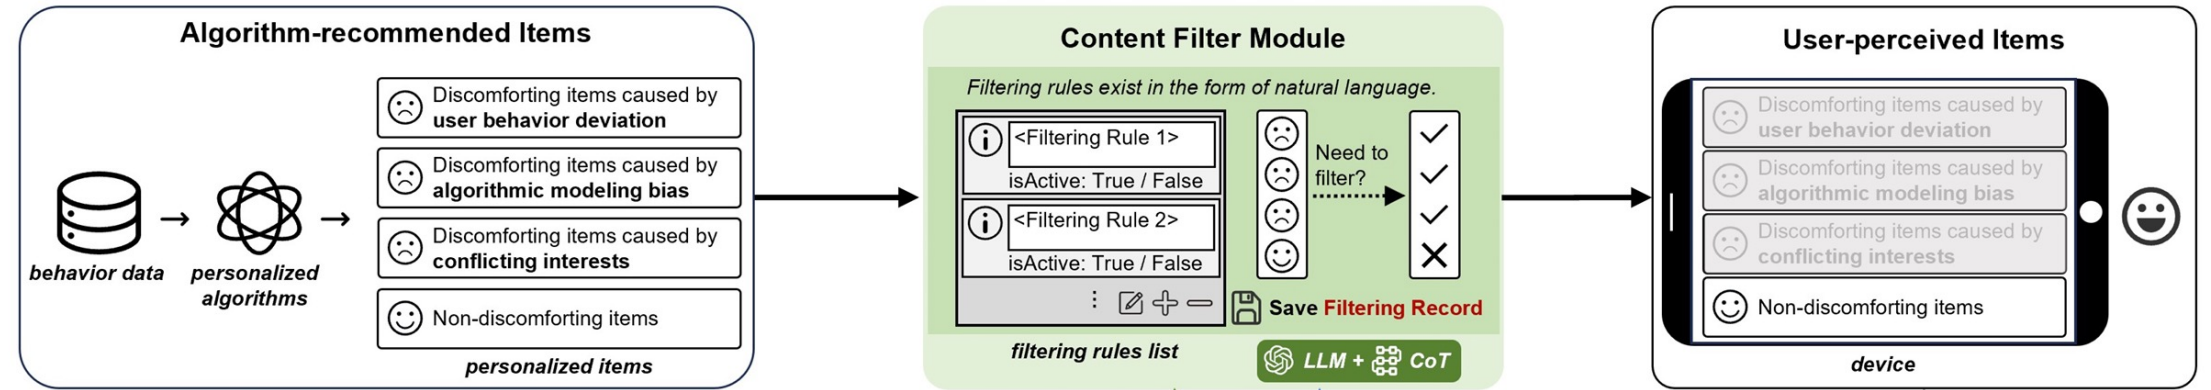 Algorithm-recommended Items
Discomforting items caused by
user behavior deviation
Discomforting items caused by
algorithmic modeling bias
Discomforting items caused by
conflicting interests
Non-discomforting items
behavior data
personalized
algorithms
personalized items
Content Filter Module
Filtering rules exist in the form of natural language.
<Filtering Rule 1>
isActive: True / False
<Filtering Rule 2>
isActive: True / False
Need to
filter?
Save Filtering Record
filtering rules list
LLM + CoT
User-perceived Items
Discomforting items caused by
user behavior deviation
Discomforting items caused by
algorithmic modeling bias
Discomforting items caused by
conflicting interests
Non-discomforting items
device